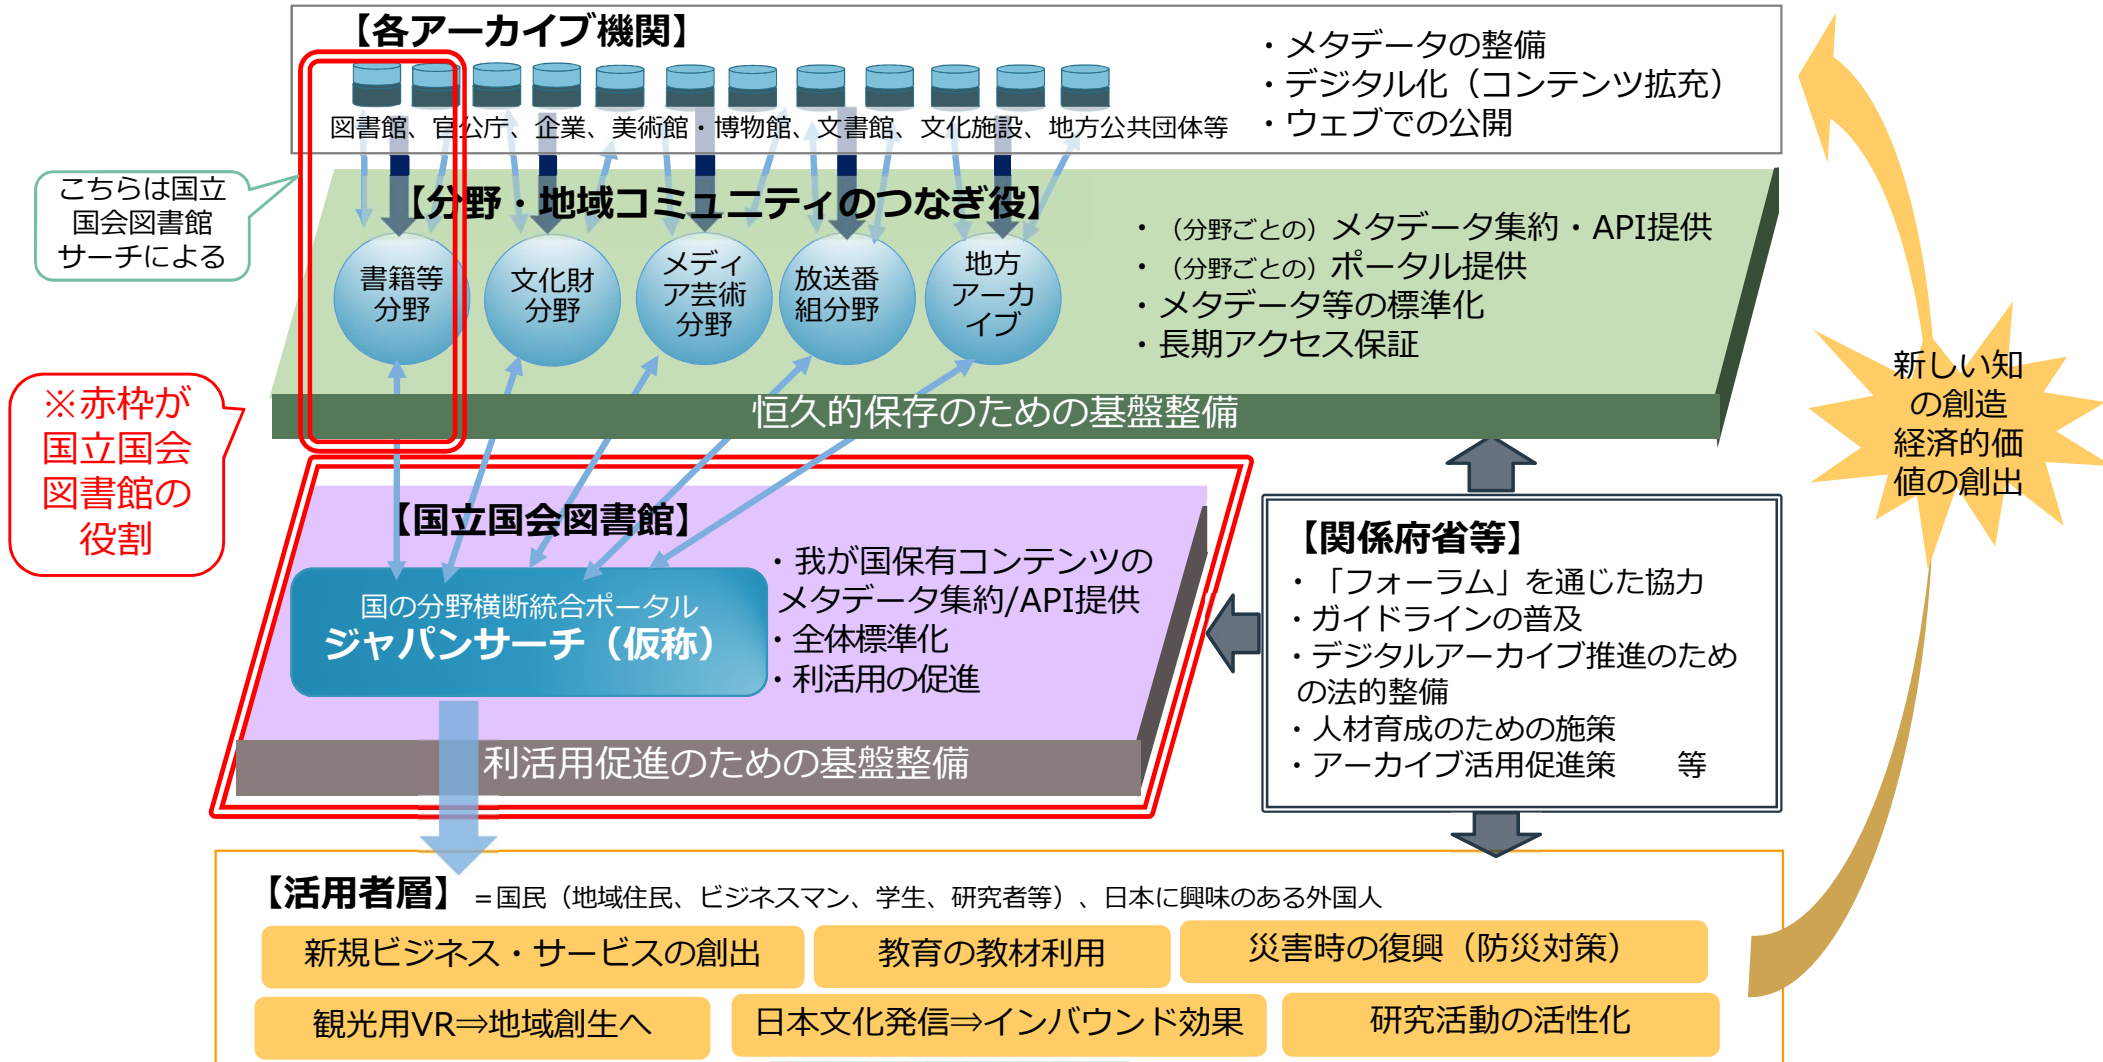 【各アーカイブ機関】
・メタデータの整備
・デジタル化（コンテンツ拡充）
・ウェブでの公開
図書館、官公庁、企業、美術館・博物館、文書館、文化施設、地方公共団体等
こちらは国立
国会図書館
サーチによる
【分野・地域コミュニティのつなぎ役】
書籍等
分野
文化財
分野
メディ
ア芸術
分野
放送番
組分野
地方
アーカ
イブ
・（分野ごとの）メタデータ集約・API提供
・（分野ごとの）ポータル提供
・メタデータ等の標準化
・長期アクセス保証
恒久的保存のための基盤整備
※赤枠が
国立国会
図書館の
役割
新しい知
の創造
経済的価
値の創出
【国立国会図書館】
国の分野横断統合ポータル
ジャパンサーチ（仮称）
・我が国保有コンテンツの
メタデータ集約/API提供
・全体標準化
・利活用の促進
利活用促進のための基盤整備
【関係府省等】
・「フォーラム」を通じた協力
・ガイドラインの普及
・デジタルアーカイブ推進のため
の法的整備
・人材育成のための施策
・アーカイブ活用促進策　　等
【活用者層】＝国民（地域住民、ビジネスマン、学生、研究者等）、日本に興味のある外国人
新規ビジネス・サービスの創出
教育の教材利用
災害時の復興（防災対策）
観光用VR⇒地域創生へ
日本文化発信⇒インバウンド効果
研究活動の活性化